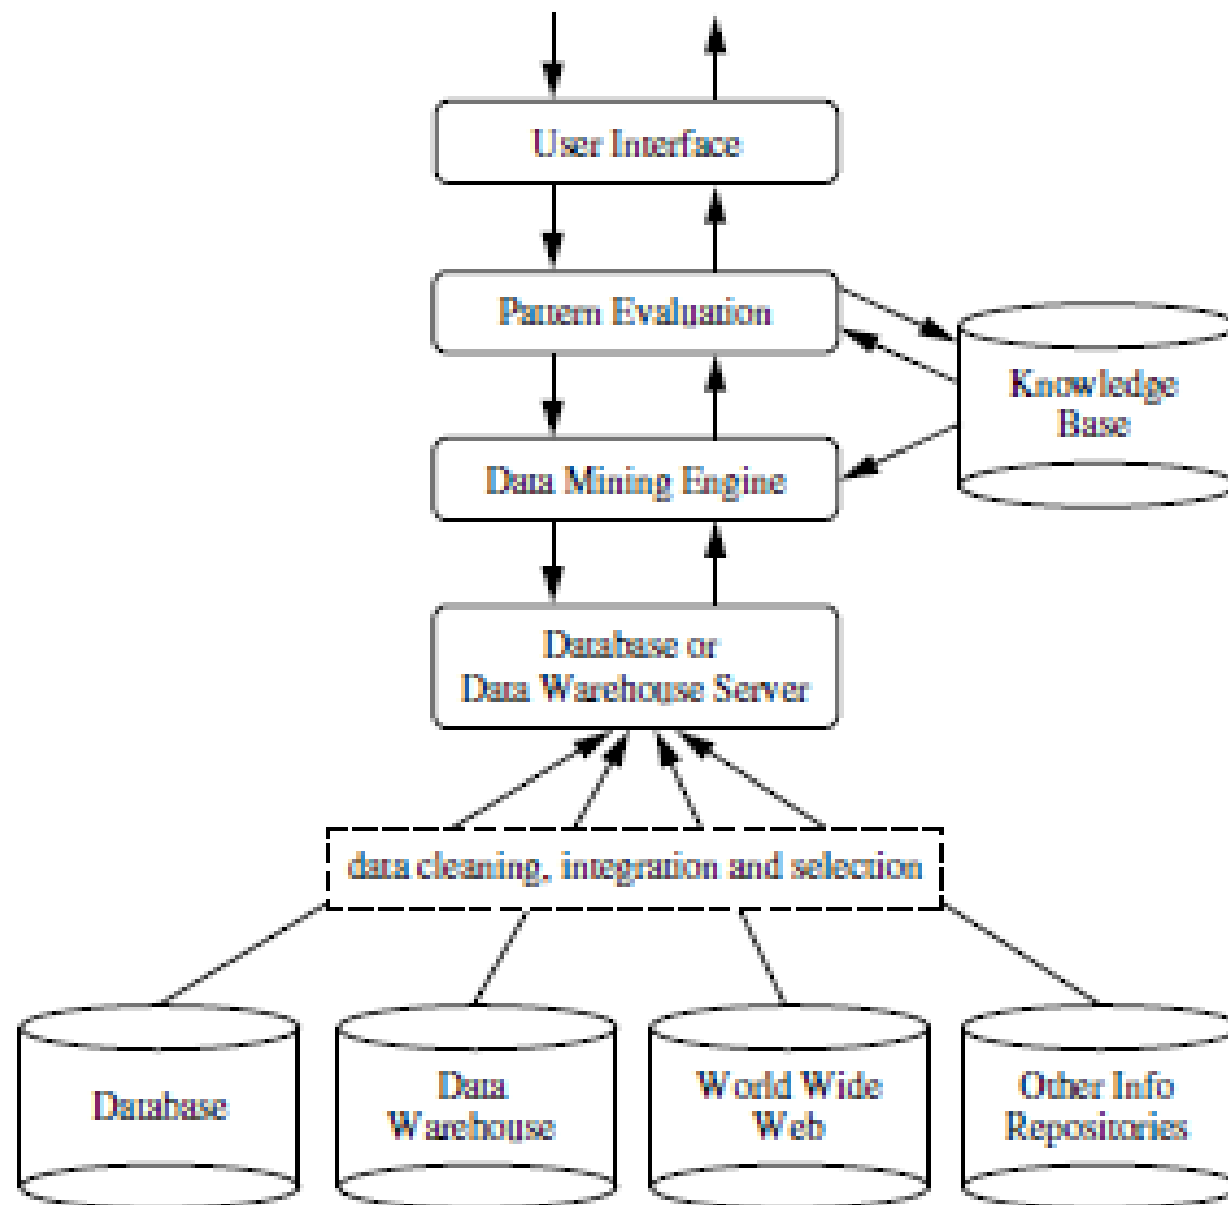 User Interface
Pattern Evaluation
Knowledge
Base
Data Mining Engine
Database or
Data Warehouse Server
data cleaning, integration and selection
Database
Data
Warehouse
World Wide
Web
Other Info
Repositories